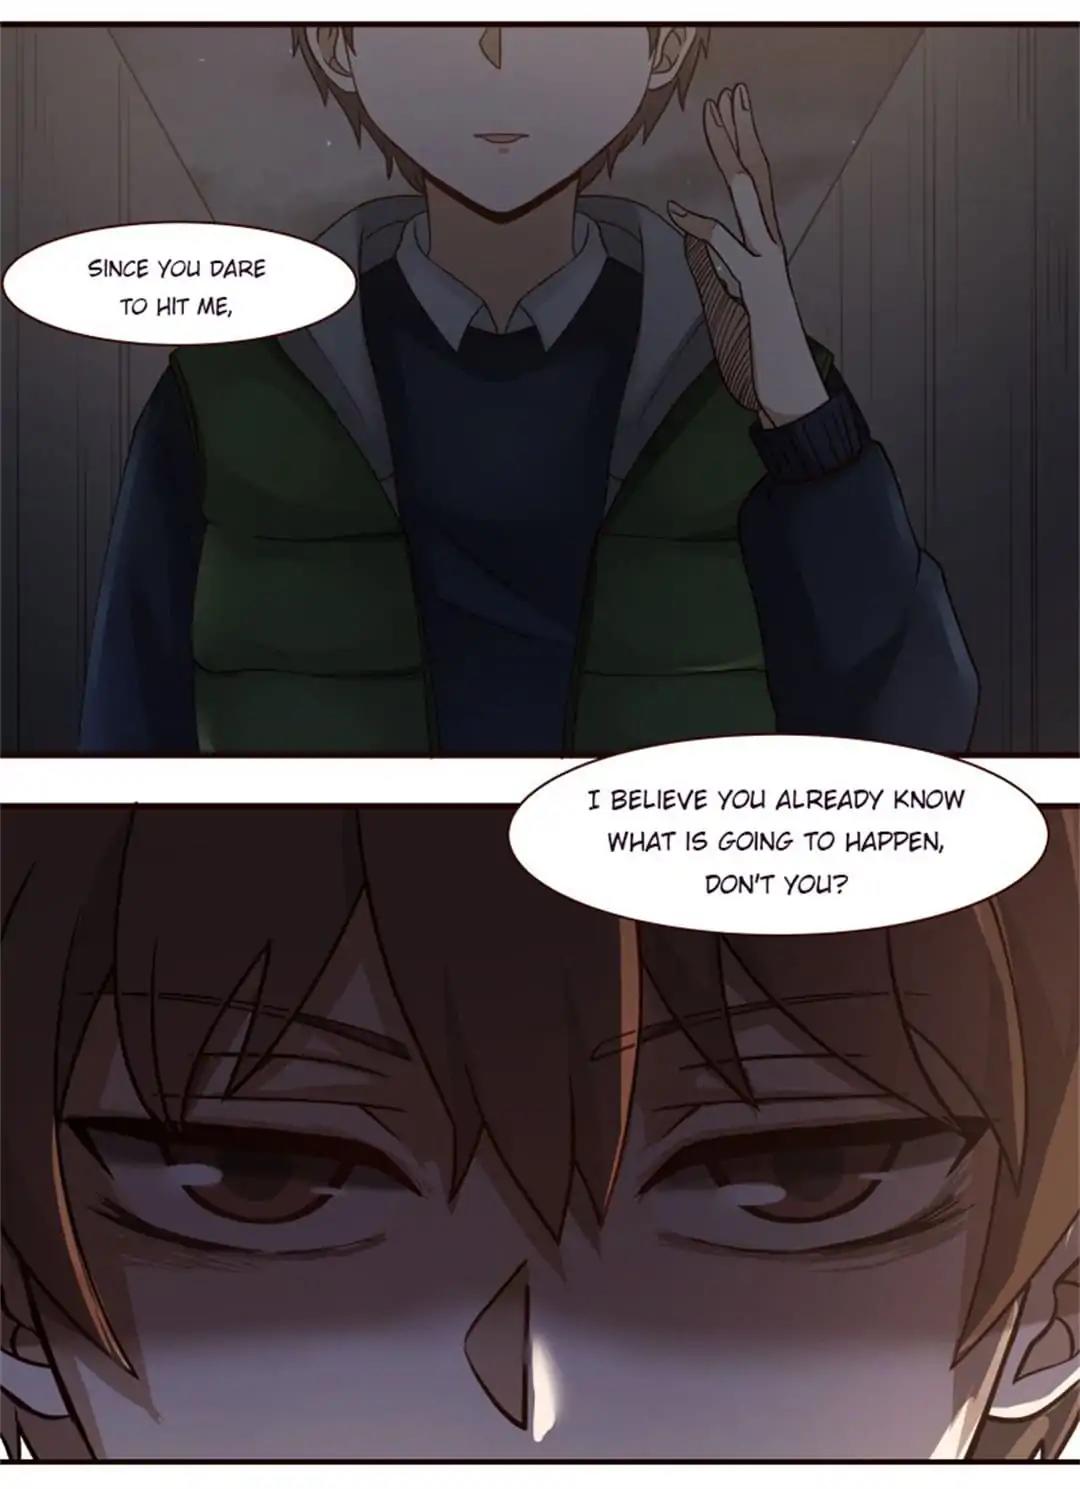 SINCE YOU DARE
TO HIT ME,
I BELIEVE YOU ALREADY KNOW
WHAT IS GOING TO HAPPEN,
DON'T YOU?